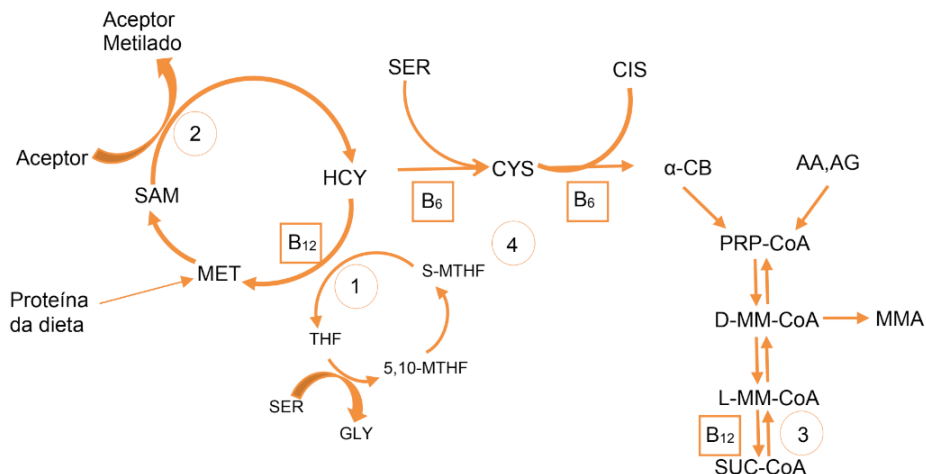 Aceptor
Metilado
SER
CIS
2
Aceptor
HCY
CYS
α-CB
AA,AG
SAM
B₆
B₆
B₁₂
4
PRP-CoA
MET
S-MTHF
1
Proteína
da dieta
D-MM-CoA
MMA
THF
5,10-MTHF
SER
L-MM-CoA
GLY
B₁₂
3
SUC-CoA